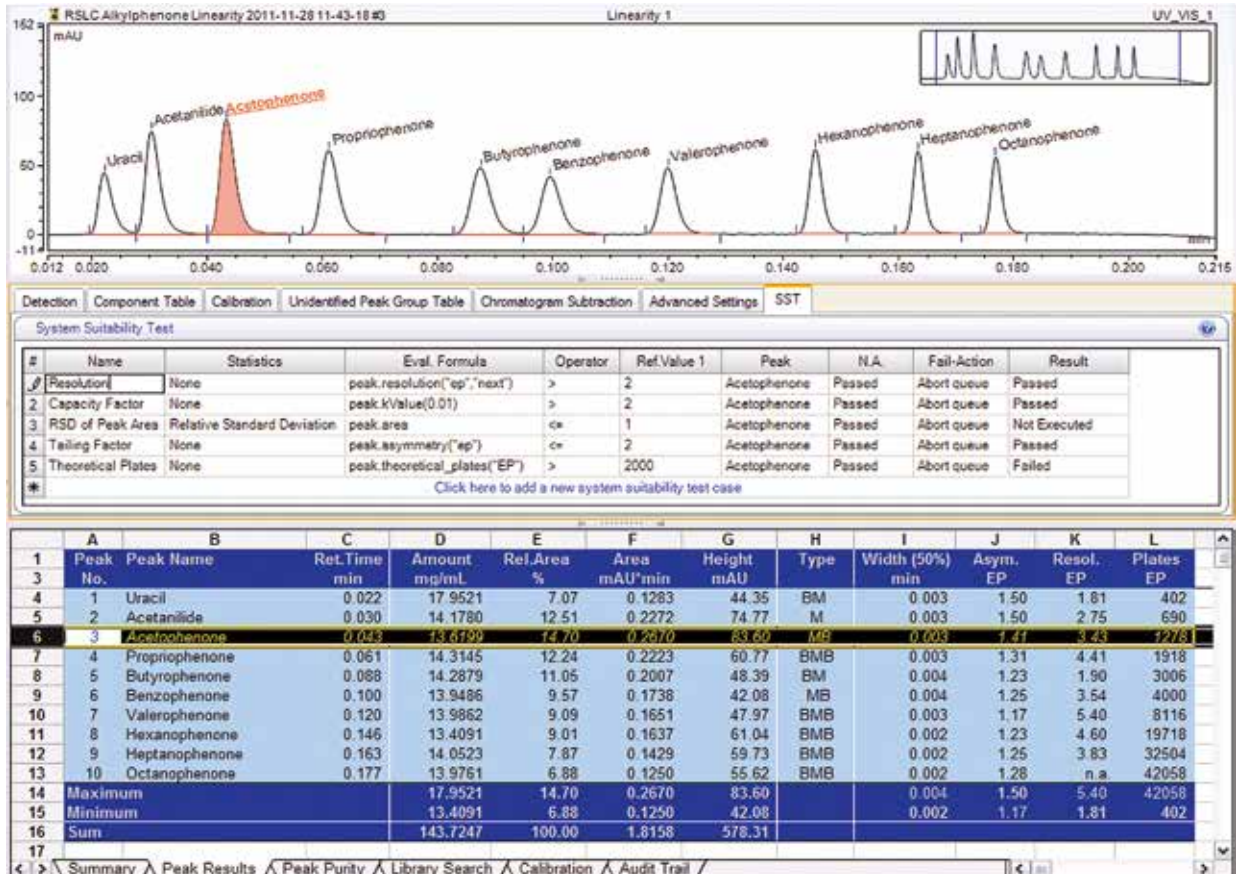 RSLC Alkylphenone Linearity 2011-11-28 11-43-18 #3 Linearity 1 UV_VIS_1
162
mAU
100
50
0
-11
Uracil
Acetanilide
Acetophenone
Propriophenone
Butyrophenone
Benzophenone
Valerophenone
Hexanophenone
Heptanophenone
Octanophenone
min
0.012 0.020 0.040 0.060 0.080 0.100 0.120 0.140 0.160 0.180 0.200 0.215
Detection Component Table Calibration Unidentified Peak Group Table Chromatogram Subtraction Advanced Settings SST
System Suitability Test
# Name Statistics Eval. Formula Operator Ref.Value 1 Peak N.A. Fail-Action Result
Resolution None peak.resolution("ep","next") > 2 Acetophenone Passed Abort queue Passed
2 Capacity Factor None peak.kValue(0.01) > 2 Acetophenone Passed Abort queue Passed
3 RSD of Peak Area Relative Standard Deviation peak.area <= 1 Acetophenone Passed Abort queue Not Executed
4 Tailing Factor None peak.asymmetry("ep") <= 2 Acetophenone Passed Abort queue Passed
5 Theoretical Plates None peak.theoretical_plates("EP") > 2000 Acetophenone Passed Abort queue Failed
* Click here to add a new system suitability test case
A B C D E F G H I J K L
1 Peak Peak Name Ret.Time Amount Rel.Area Area Height Type Width (50%) Asym. Resol. Plates
3 No. min mg/mL % mAU*min mAU min EP EP EP
4 1 Uracil 0.022 17.9521 7.07 0.1283 44.35 BM 0.003 1.50 1.81 402
5 2 Acetanilide 0.030 14.1780 12.51 0.2272 74.77 M 0.003 1.50 2.75 690
6 3 Acetophenone 0.043 13.6199 14.70 0.2670 83.60 MB 0.003 1.41 3.43 1278
7 4 Propriophenone 0.061 14.3145 12.24 0.2223 60.77 BMB 0.003 1.31 4.41 1918
8 5 Butyrophenone 0.088 14.2879 11.05 0.2007 48.39 BM 0.004 1.23 1.90 3006
9 6 Benzophenone 0.100 13.9486 9.57 0.1738 42.08 MB 0.004 1.25 3.54 4000
10 7 Valerophenone 0.120 13.9862 9.09 0.1651 47.97 BMB 0.003 1.17 5.40 8116
11 8 Hexanophenone 0.146 13.4091 9.01 0.1637 61.04 BMB 0.002 1.23 4.60 19718
12 9 Heptanophenone 0.163 14.0523 7.87 0.1429 59.73 BMB 0.002 1.25 3.83 32504
13 10 Octanophenone 0.177 13.9761 6.88 0.1250 55.62 BMB 0.002 1.28 n.a. 42058
14 Maximum 17.9521 14.70 0.2670 83.60 0.004 1.50 5.40 42058
15 Minimum 13.4091 6.88 0.1250 42.08 0.002 1.17 1.81 402
16 Sum 143.7247 100.00 1.8158 578.31
17
Summary Peak Results Peak Purity Library Search Calibration Audit Trail